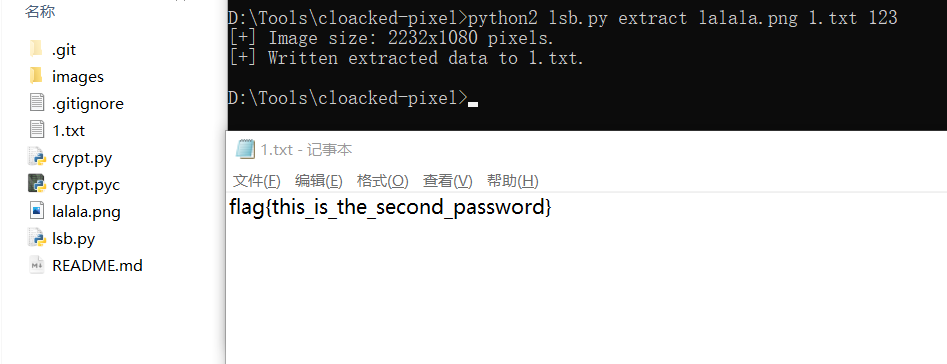 名称
.git
images
.gitignore
1.txt
crypt.py
crypt.pyc
lalala.png
lsb.py
README.md
D:\Tools\cloacked-pixel>python2 lsb.py extract lalala.png 1.txt 123
[+] Image size: 2232x1080 pixels.
[+] Written extracted data to 1.txt.
D:\Tools\cloacked-pixel>
1.txt - 记事本
文件(F) 编辑(E) 格式(O) 查看(V) 帮助(H)
flag{this_is_the_second_password}